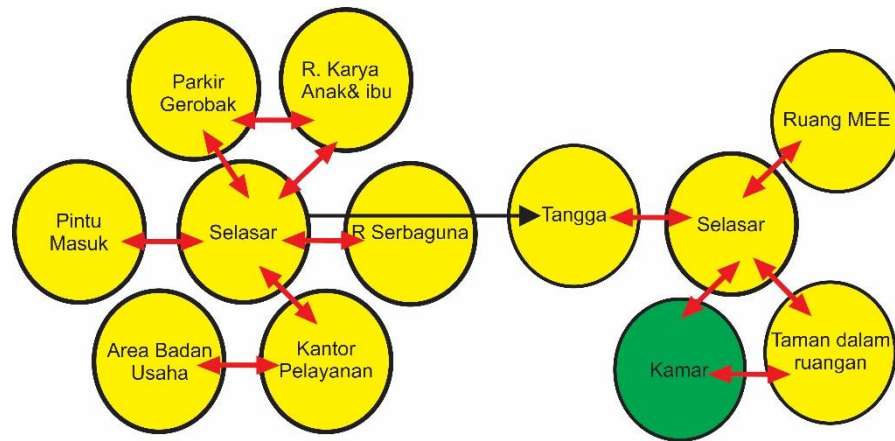 Parkir
Gerobak
R. Karya
Anak& ibu
Ruang MEE
Pintu
Masuk
Selasar
R Serbaguna
Tangga
Selasar
Area Badan
Usaha
Kantor
Pelayanan
Kamar
Taman dalam
ruangan